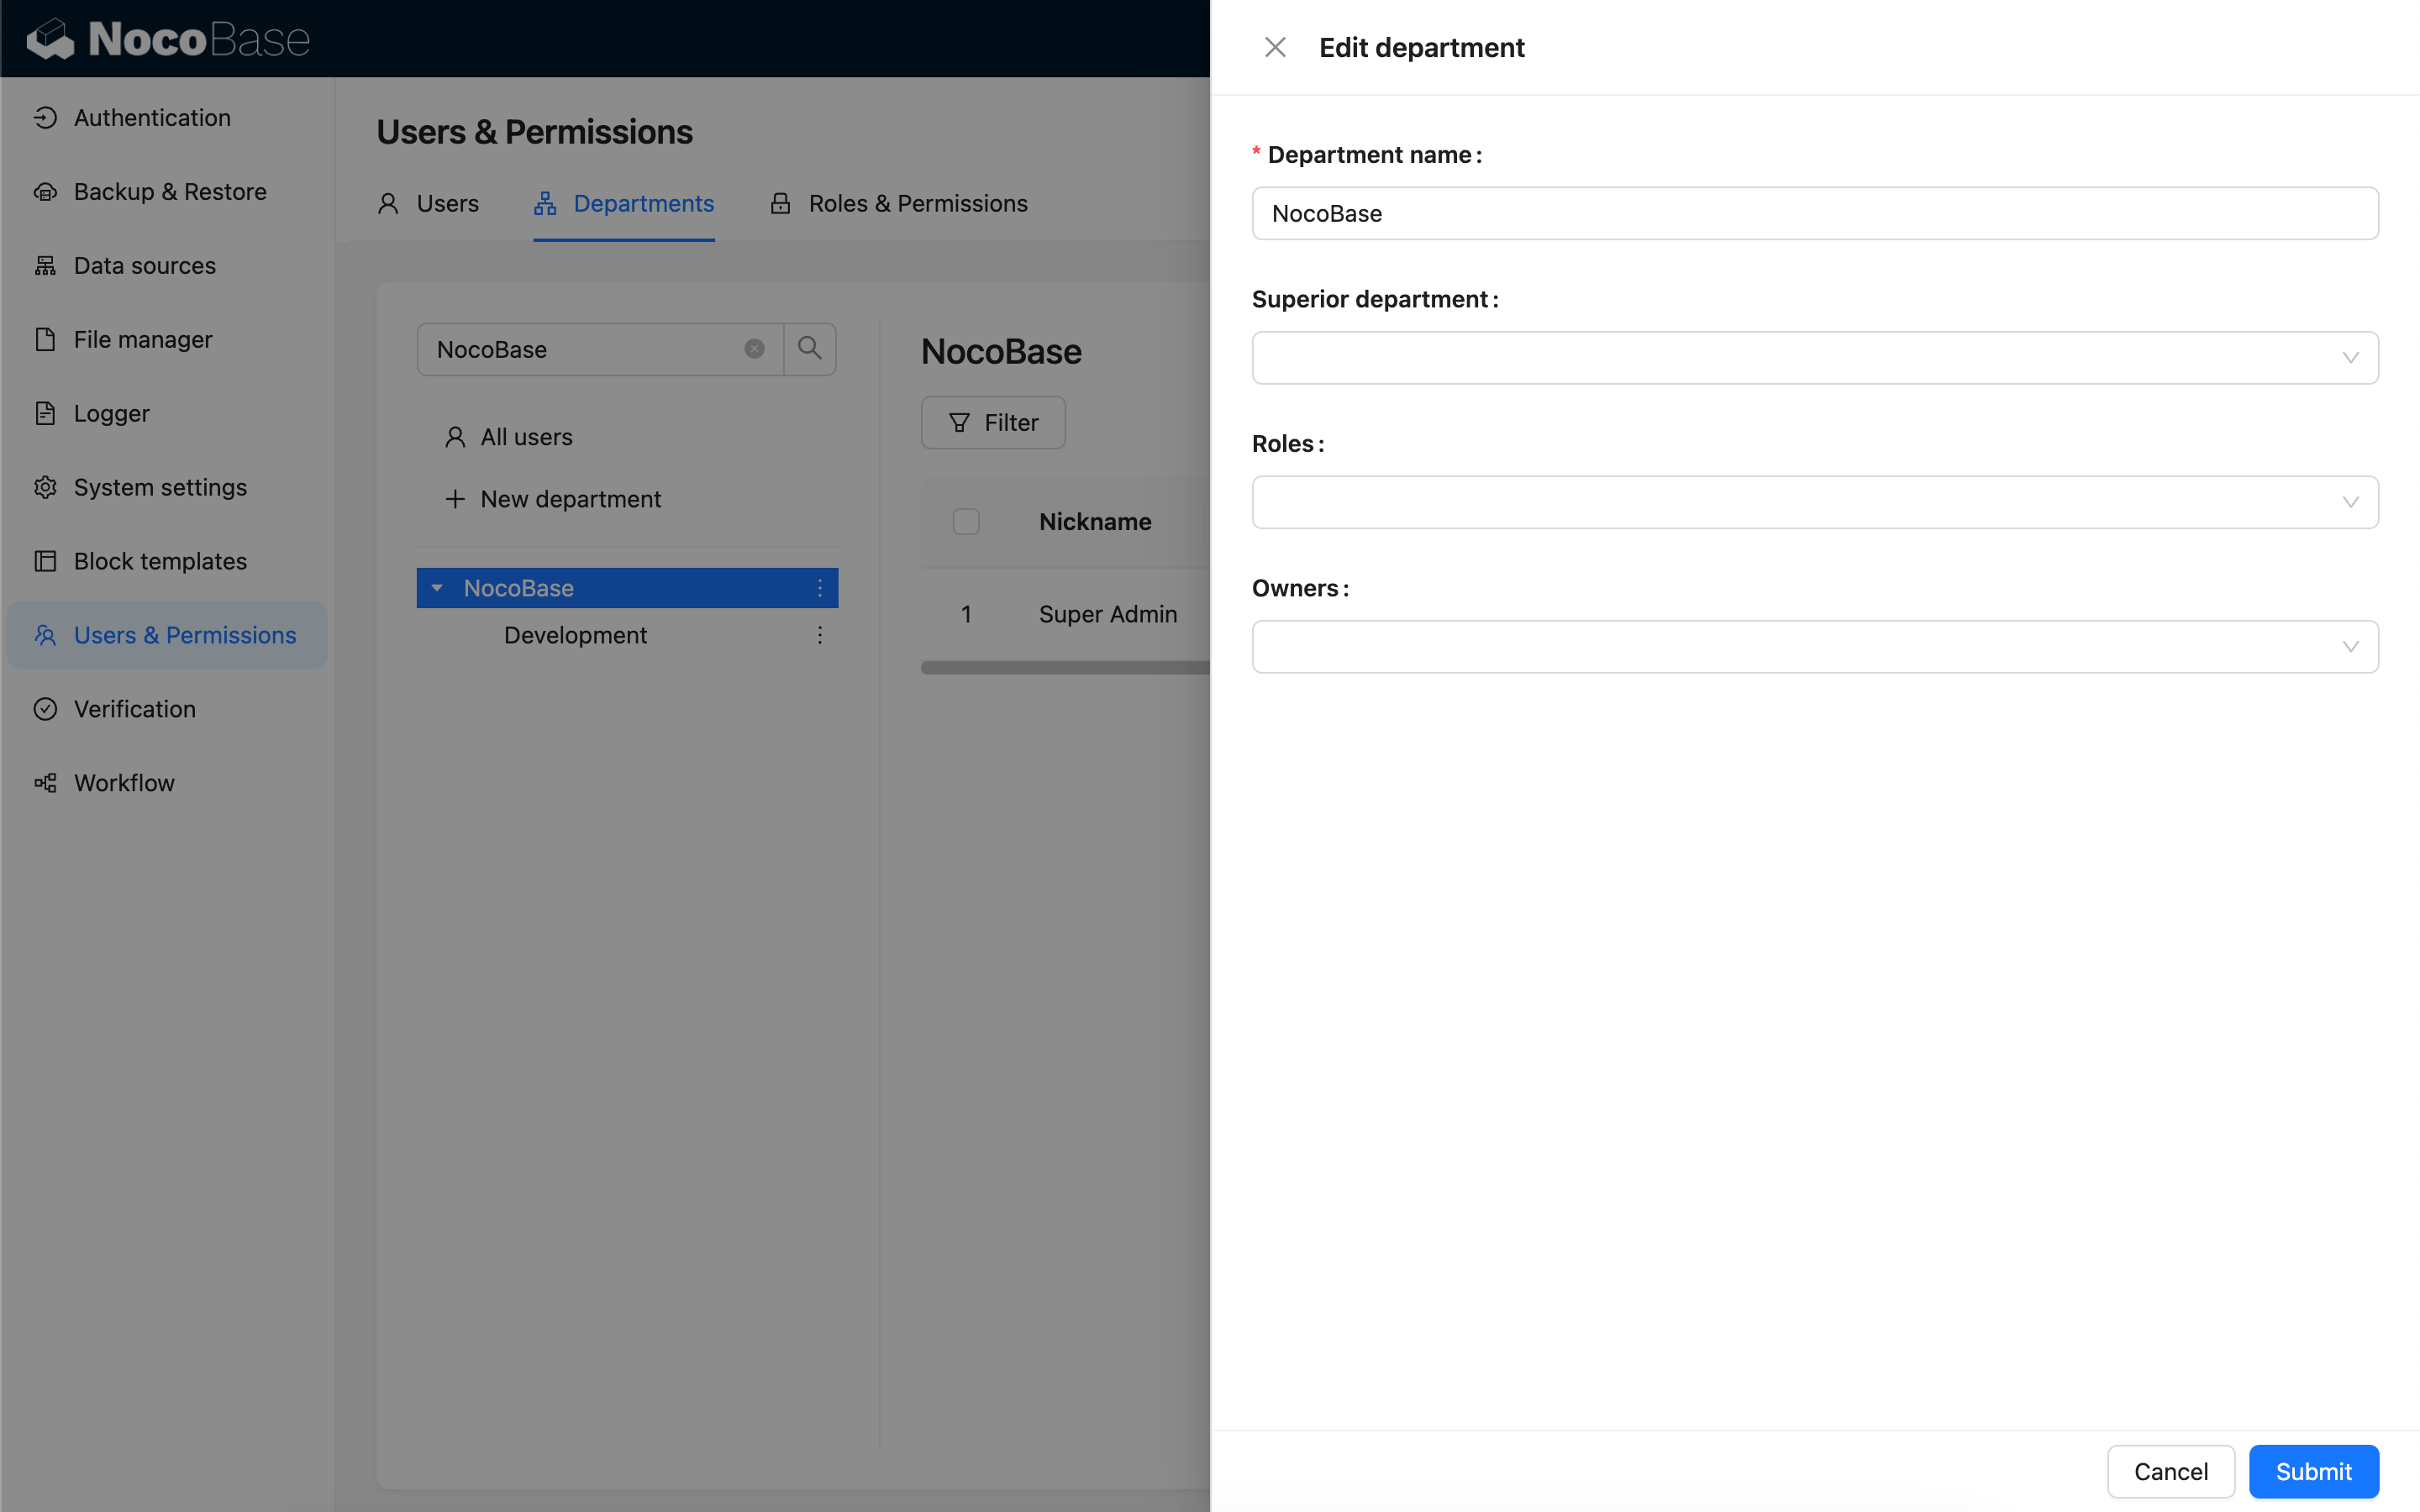 NocoBase
Authentication
Backup & Restore
Data sources
File manager
Logger
System settings
Block templates
Users & Permissions
Verification
Workflow
Users & Permissions
Users
Departments
Roles & Permissions
NocoBase
All users
New department
NocoBase
Development
NocoBase
Filter
Nickname
1 Super Admin
Edit department
* Department name:
NocoBase
Superior department:
Roles:
Owners:
Cancel
Submit